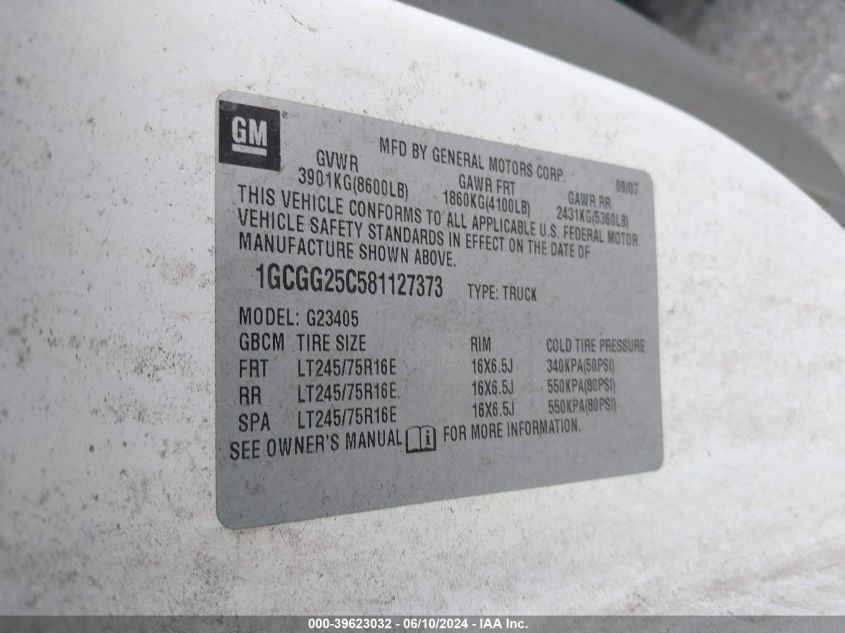 GM
MFD BY GENERAL MOTORS CORP. 09/07
GVWR GAWR FRT GAWR RR
3901KG(8600LB) 1860KG(4100LB) 2431KG(5360LB)
THIS VEHICLE CONFORMS TO ALL APPLICABLE U.S. FEDERAL MOTOR
VEHICLE SAFETY STANDARDS IN EFFECT ON THE DATE OF
MANUFACTURE SHOWN ABOVE.
1GCGG25C581127373 TYPE: TRUCK
MODEL: G23405
GBCM TIRE SIZE RIM COLD TIRE PRESSURE
FRT LT245/75R16E 16X6.5J 340KPA(50PSI)
RR LT245/75R16E 16X6.5J 550KPA(80PSI)
SPA LT245/75R16E 16X6.5J 550KPA(80PSI)
SEE OWNER'S MANUAL i FOR MORE INFORMATION.
000-39623032 - 06/10/2024 - IAA Inc.